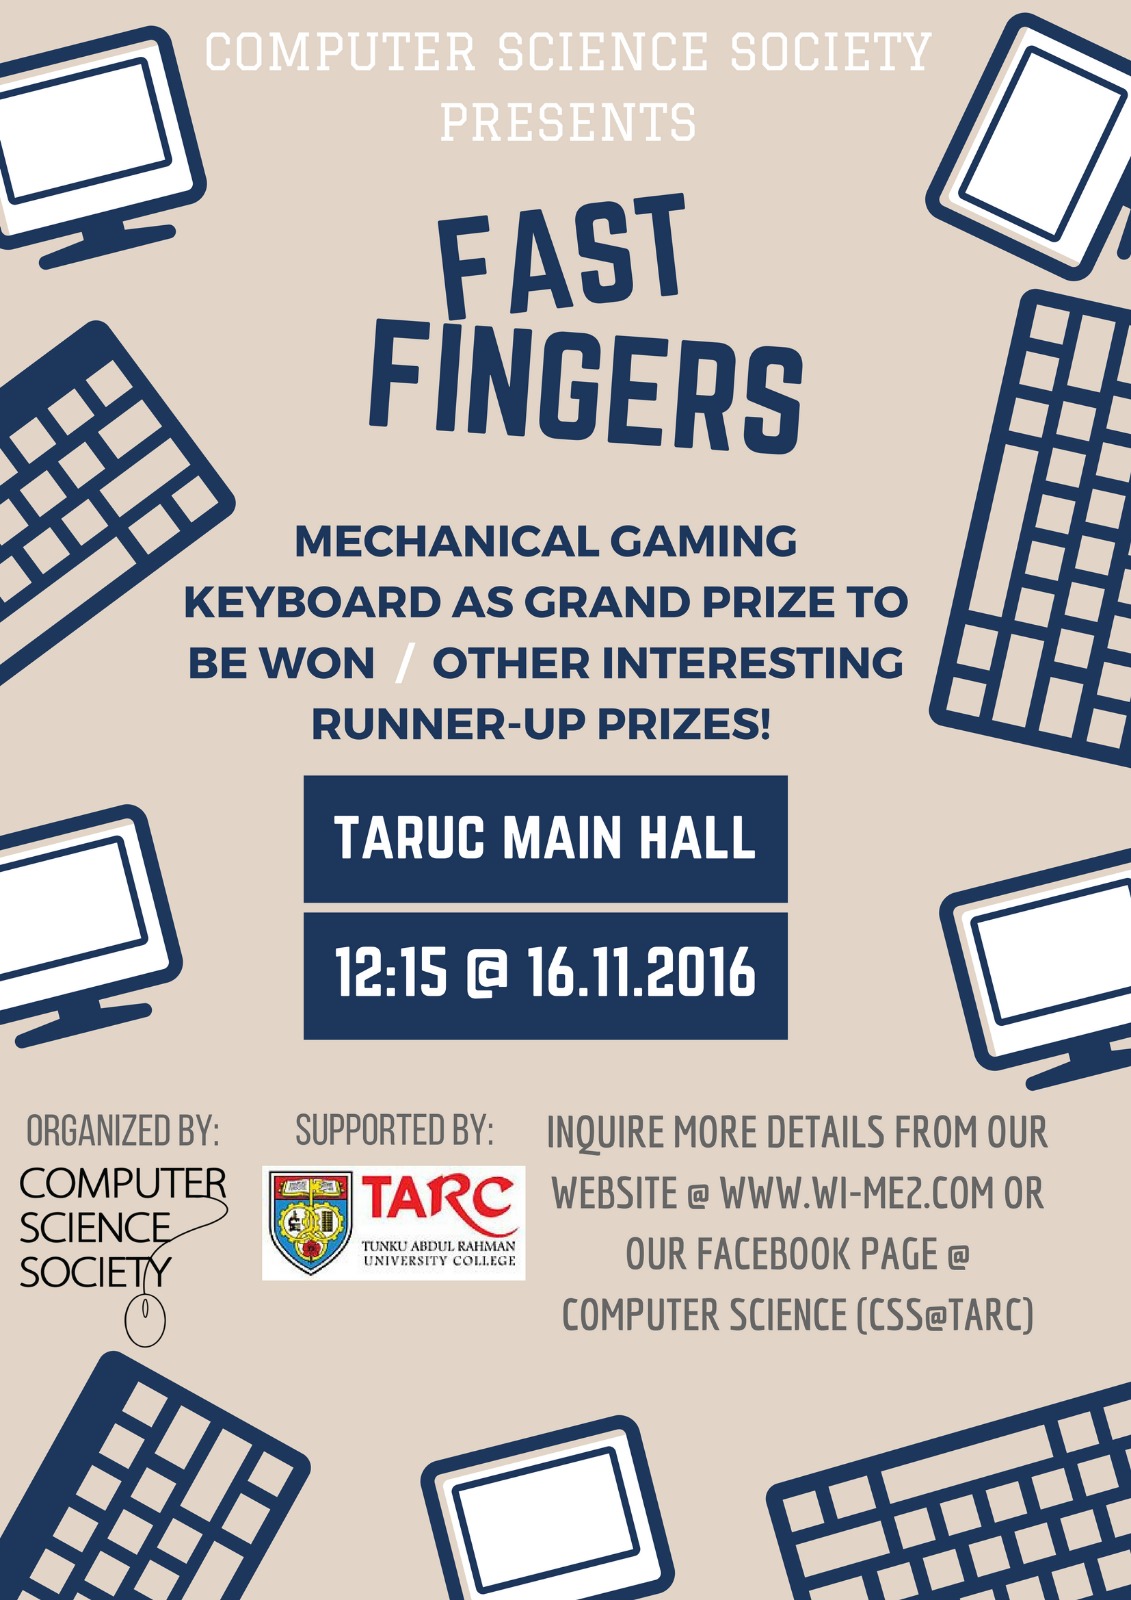 COMPUTER SCIENCE SOCIETY
PRESENTS
FAST
FINGERS
MECHANICAL GAMING
KEYBOARD AS GRAND PRIZE TO
BE WON / OTHER INTERESTING
RUNNER-UP PRIZES!
TARUC MAIN HALL
12:15 @ 16.11.2016
ORGANIZED BY:
COMPUTER
SCIENCE
SOCIETY
SUPPORTED BY:
TARC
TUNKU ABDUL RAHMAN
UNIVERSITY COLLEGE
INQUIRE MORE DETAILS FROM OUR
WEBSITE @ WWW.WI-ME2.COM OR
OUR FACEBOOK PAGE @
COMPUTER SCIENCE (CSS@TARC)